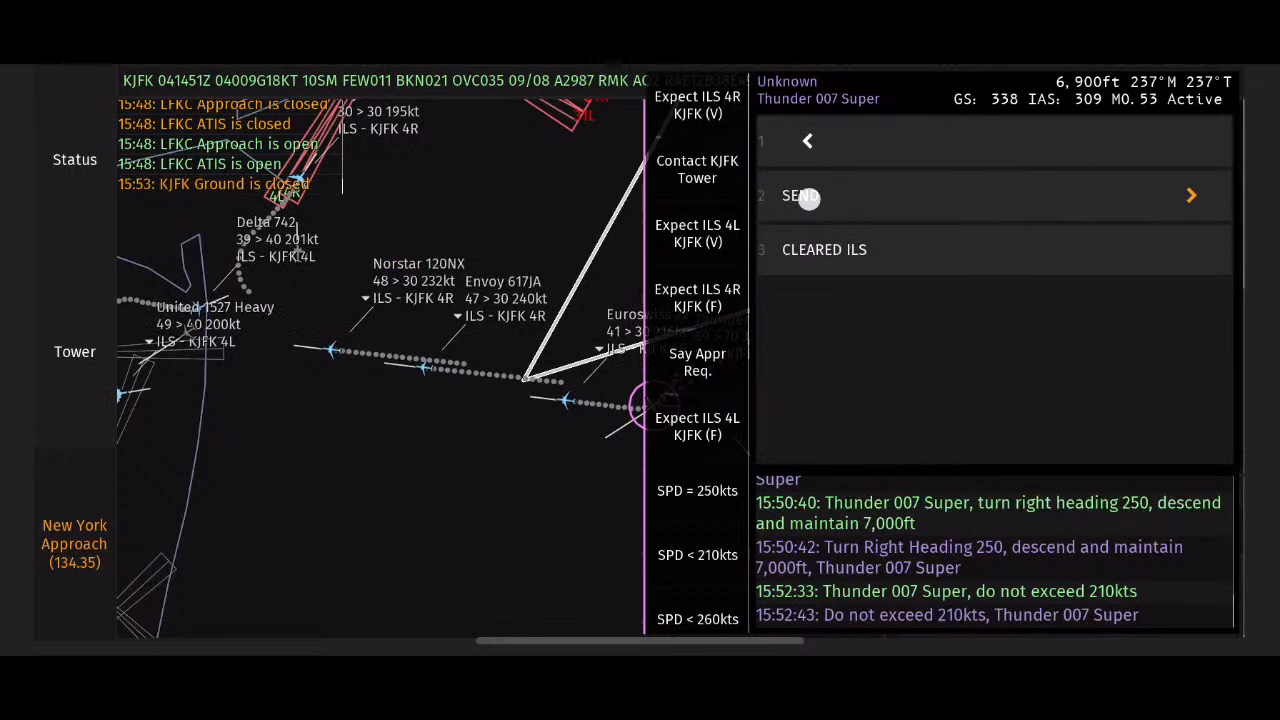 KJFK 041451Z 04009G18KT 10SM FEW011 BKN021 OVC035 09/08 A2987 RMK
15:48: LFKC Approach is closed
15:48: LFKC ATIS is closed
15:48: LFKC Approach is open
15:48: LFKC ATIS is open
15:53: KJFK Ground is closed
Status
Tower
New York
Approach
(134.35)
30 > 30 195kt
ILS - KJFK 4R
Delta 742
39 > 40 201kt
ILS - KJFK 4L
United 1527 Heavy
49 > 40 200kt
ILS - KJFK 4L
Norstar 120NX
48 > 30 232kt
ILS - KJFK 4R
Envoy 617JA
47 > 30 240kt
ILS - KJFK 4R
41 > 30
Expect ILS 4R
KJFK (V)
Contact KJFK
Tower
Expect ILS 4L
KJFK (V)
Expect ILS 4R
KJFK (F)
Say Appr
Req.
Expect ILS 4L
KJFK (F)
SPD = 250kts
SPD < 210kts
SPD < 260kts
Unknown
Thunder 007 Super
6,900ft 237°M 237°T
GS: 338 IAS: 309 M0.53 Active
1
2 SEND
3 CLEARED ILS
Super
15:50:40: Thunder 007 Super, turn right heading 250, descend
and maintain 7,000ft
15:50:42: Turn Right Heading 250, descend and maintain
7,000ft, Thunder 007 Super
15:52:33: Thunder 007 Super, do not exceed 210kts
15:52:43: Do not exceed 210kts, Thunder 007 Super